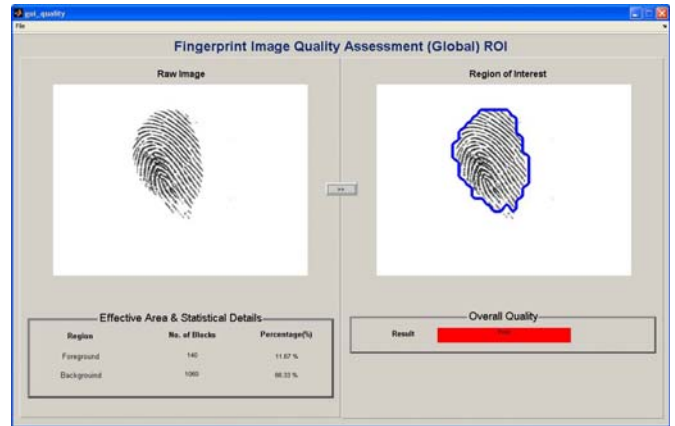 gui_quality
File
Fingerprint Image Quality Assessment (Global) ROI
Raw Image
Region of Interest
>>
Effective Area & Statistical Details
Region No. of Blocks Percentage(%)
Foreground 140 11.67 %
Background 1060 88.33 %
Overall Quality
Result